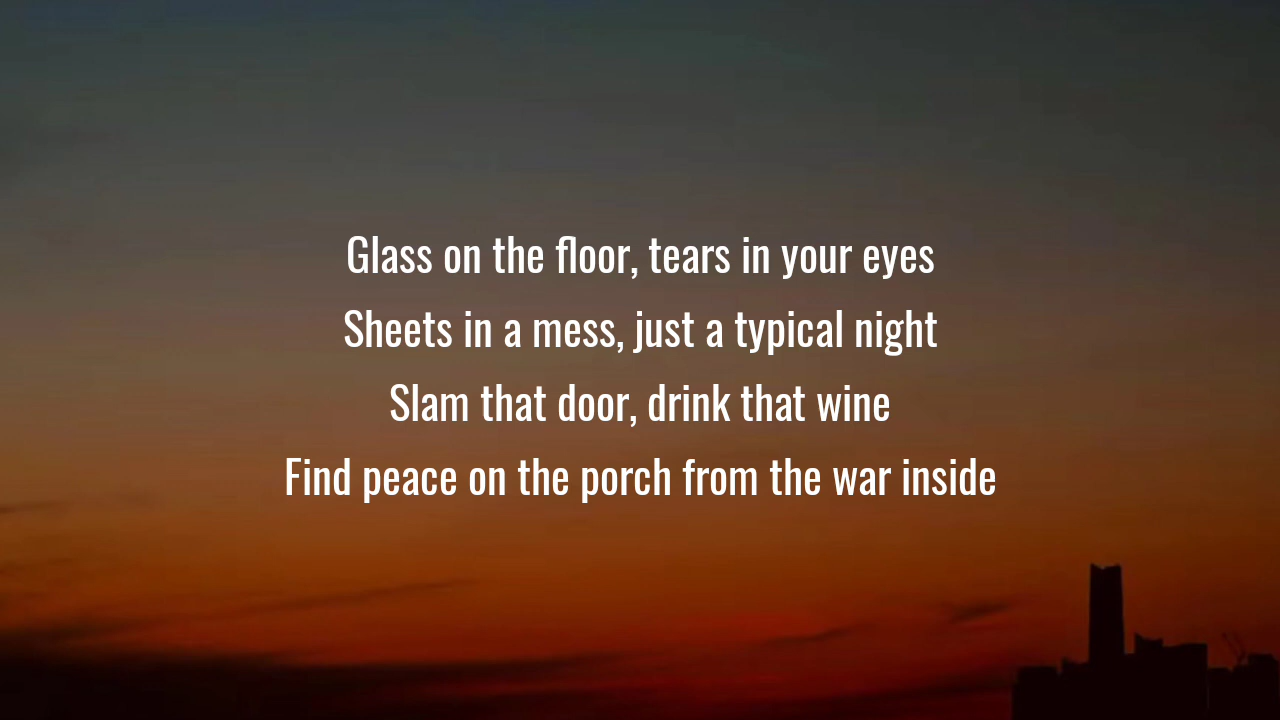 Glass on the floor, tears in your eyes
Sheets in a mess, just a typical night
Slam that door, drink that wine
Find peace on the porch from the war inside